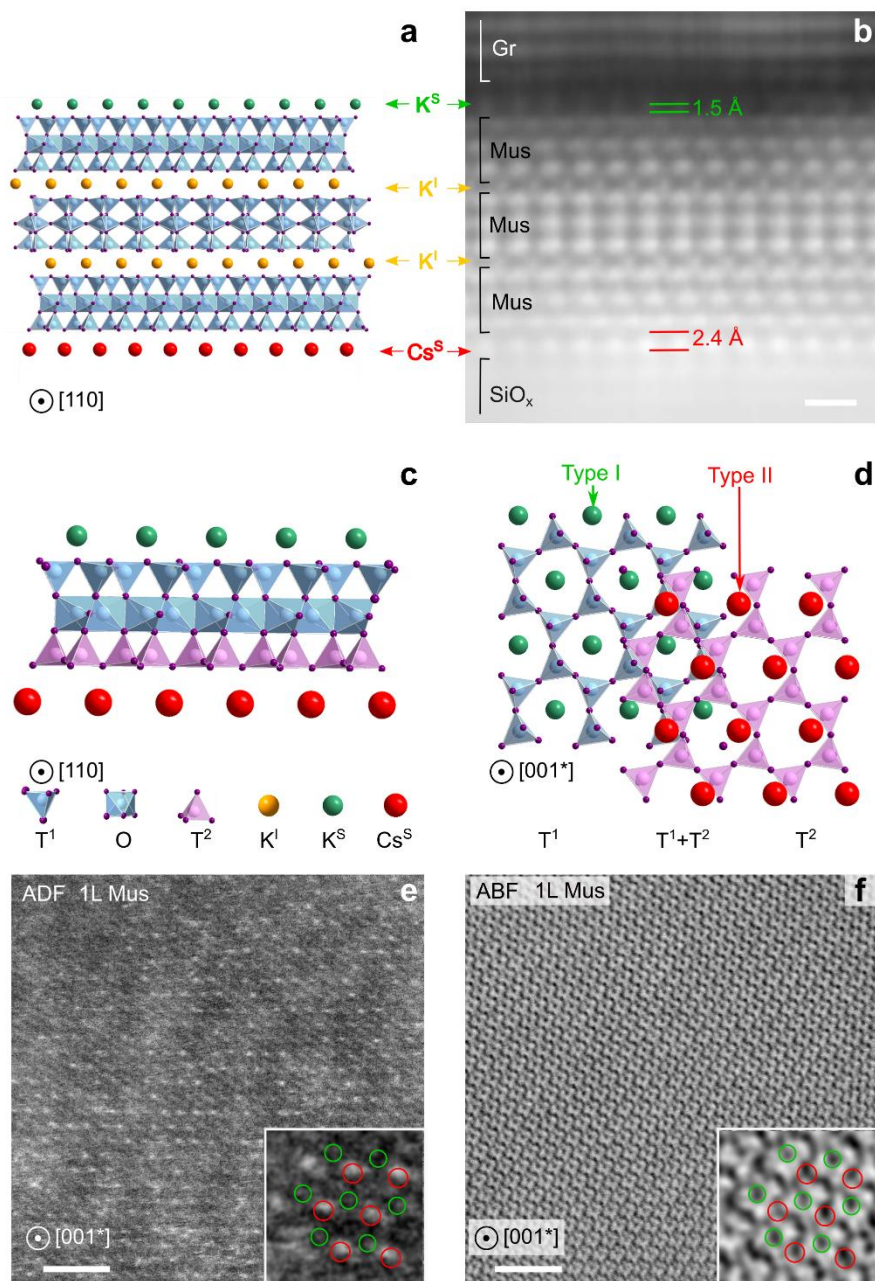 a
b
Gr
K^S
1.5 Å
Mus
K^I
Mus
K^I
Mus
2.4 Å
Cs^S
SiO_x
[110]
c
d
Type I
Type II
[110]
[001*]
T^1
O
T^2
K^I
K^S
Cs^S
T^1
T^1+T^2
T^2
ADF 1L Mus
e
[001*]
ABF 1L Mus
f
[001*]